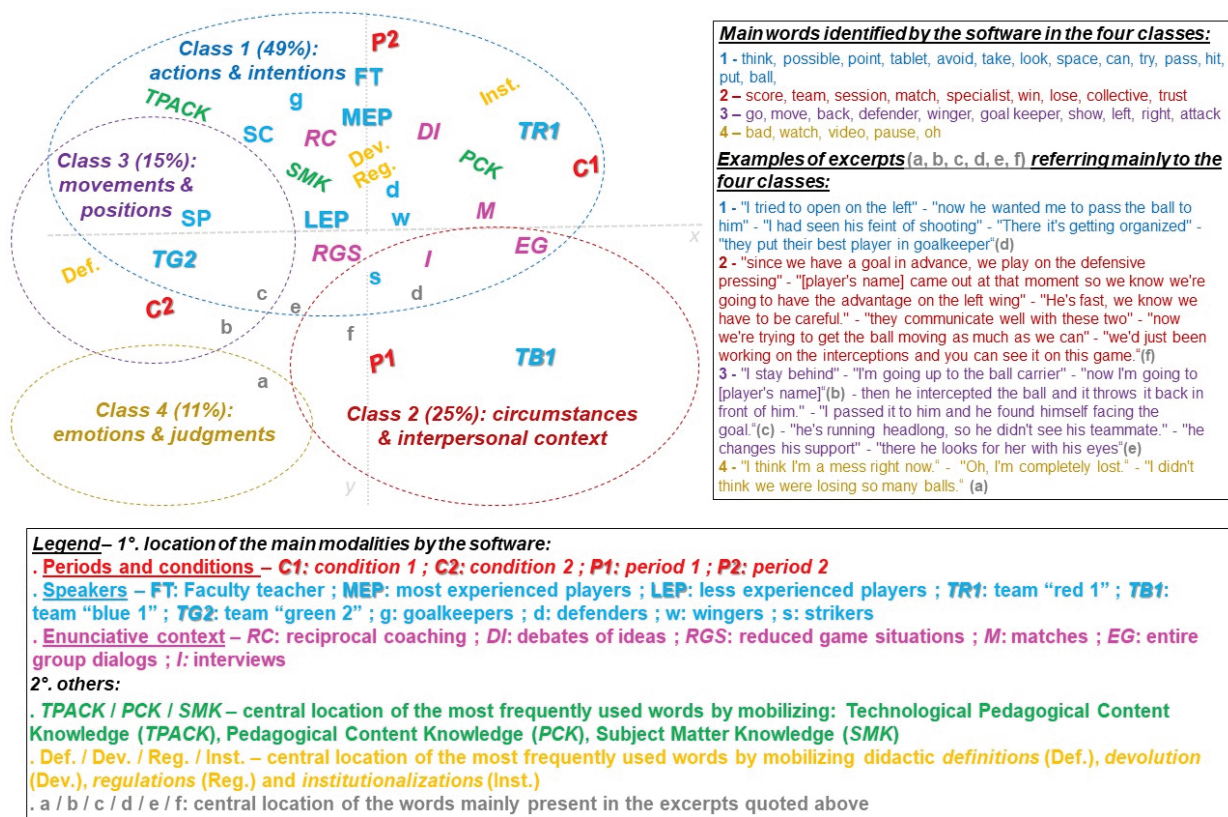 P2
Class 1 (49%):
actions & intentions
FT
g
Inst.
TPACK
MEP
SC
RC
DI
TR1
Dev.
Reg.
PCK
C1
Class 3 (15%):
movements &
positions
SMK
d
SP
LEP
w
M
x
TG2
RGS
I
EG
Def.
s
C2
c
e
d
b
f
P1
TB1
a
Class 4 (11%):
emotions & judgments
Class 2 (25%): circumstances
& interpersonal context
y
Main words identified by the software in the four classes:
1 - think, possible, point, tablet, avoid, take, look, space, can, try, pass, hit,
put, ball,
2 – score, team, session, match, specialist, win, lose, collective, trust
3 – go, move, back, defender, winger, goal keeper, show, left, right, attack
4 – bad, watch, video, pause, oh
Examples of excerpts (a, b, c, d, e, f) referring mainly to the
four classes:
1 - "I tried to open on the left" - "now he wanted me to pass the ball to
him" - "I had seen his feint of shooting" - "There it's getting organized" -
"they put their best player in goalkeeper"(d)
2 - "since we have a goal in advance, we play on the defensive
pressing" - "[player's name] came out at that moment so we know we're
going to have the advantage on the left wing" - "He's fast, we know we
have to be careful." - "they communicate well with these two" - "now
we're trying to get the ball moving as much as we can" - "we'd just been
working on the interceptions and you can see it on this game."(f)
3 - "I stay behind" - "I'm going up to the ball carrier" - "now I'm going to
[player's name]"(b) - then he intercepted the ball and it throws it back in
front of him." - "I passed it to him and he found himself facing the
goal."(c) - "he's running headlong, so he didn't see his teammate." - "he
changes his support" - "there he looks for her with his eyes"(e)
4 - "I think I'm a mess right now." - "Oh, I'm completely lost." - "I didn't
think we were losing so many balls." (a)
Legend – 1°. location of the main modalities by the software:
. Periods and conditions – C1: condition 1 ; C2: condition 2 ; P1: period 1 ; P2: period 2
. Speakers – FT: Faculty teacher ; MEP: most experienced players ; LEP: less experienced players ; TR1: team “red 1” ; TB1:
team “blue 1” ; TG2: team “green 2” ; g: goalkeepers ; d: defenders ; w: wingers ; s: strikers
. Enunciative context – RC: reciprocal coaching ; DI: debates of ideas ; RGS: reduced game situations ; M: matches ; EG: entire
group dialogs ; I: interviews
2°. others:
. TPACK / PCK / SMK – central location of the most frequently used words by mobilizing: Technological Pedagogical Content
Knowledge (TPACK), Pedagogical Content Knowledge (PCK), Subject Matter Knowledge (SMK)
. Def. / Dev. / Reg. / Inst. – central location of the most frequently used words by mobilizing didactic definitions (Def.), devolution
(Dev.), regulations (Reg.) and institutionalizations (Inst.)
. a / b / c / d / e / f: central location of the words mainly present in the excerpts quoted above